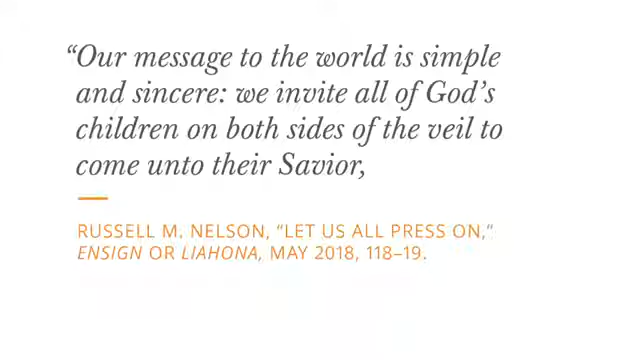 “Our message to the world is simple
and sincere: we invite all of God’s
children on both sides of the veil to
come unto their Savior,
RUSSELL M. NELSON, “LET US ALL PRESS ON,”
ENSIGN OR LIAHONA, MAY 2018, 118–19.